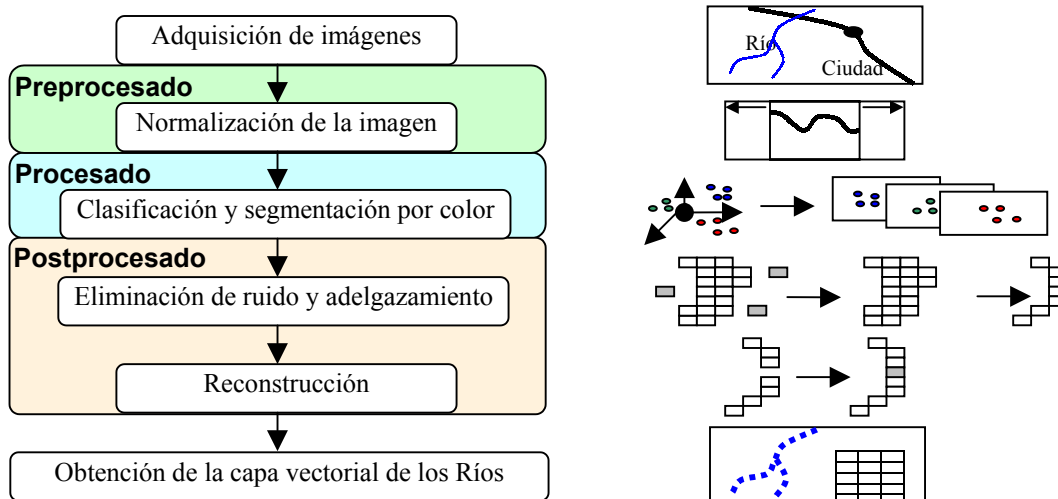 Adquisición de imágenes
Preprocesado
Normalización de la imagen
Procesado
Clasificación y segmentación por color
Postprocesado
Eliminación de ruido y adelgazamiento
Reconstrucción
Obtención de la capa vectorial de los Ríos
Río
Ciudad